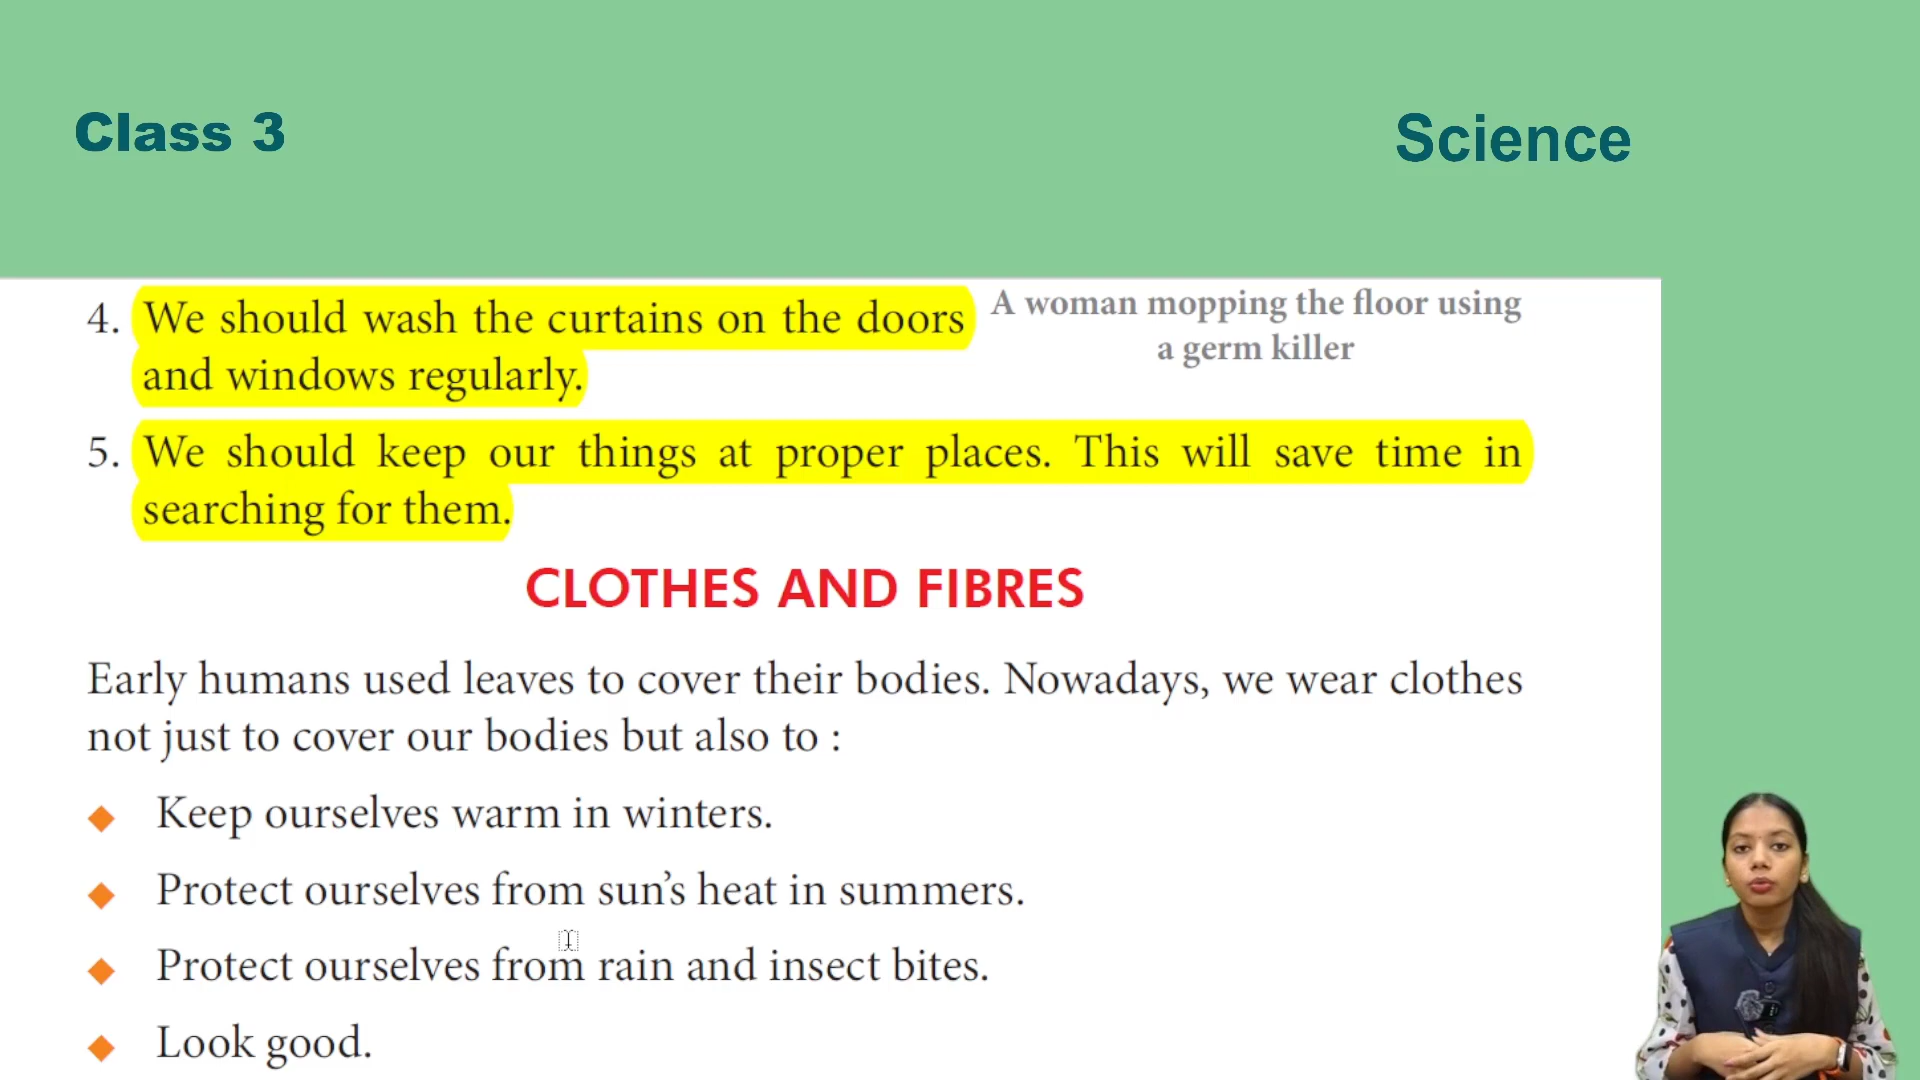 Class 3
Science
4. We should wash the curtains on the doors
and windows regularly.
A woman mopping the floor using
a germ killer
5. We should keep our things at proper places. This will save time in
searching for them.
CLOTHES AND FIBRES
Early humans used leaves to cover their bodies. Nowadays, we wear clothes
not just to cover our bodies but also to :
◆ Keep ourselves warm in winters.
◆ Protect ourselves from sun’s heat in summers.
◆ Protect ourselves from rain and insect bites.
◆ Look good.